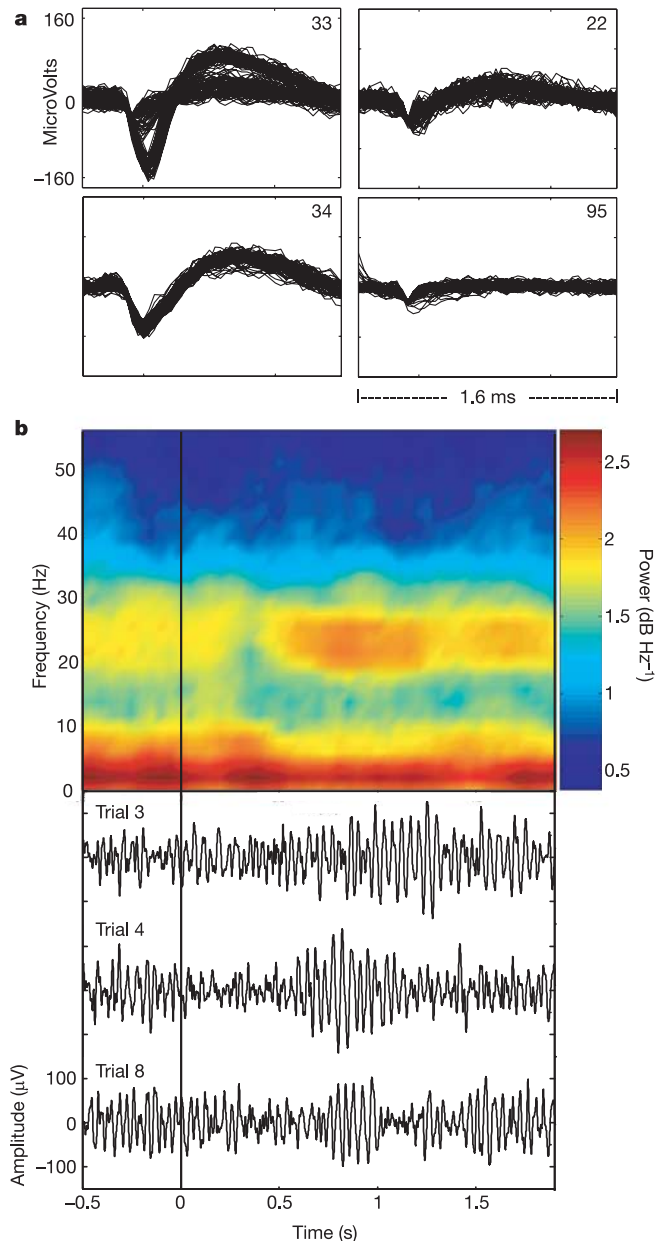 a
160
MicroVolts
0
−160
33
22
34
95
1.6 ms
b
50
40
30
20
10
0
Frequency (Hz)
2.5
2
1.5
1
0.5
Power (dB Hz−1)
Trial 3
Trial 4
Trial 8
Amplitude (μV)
100
0
−100
−0.5 0 0.5 1 1.5
Time (s)